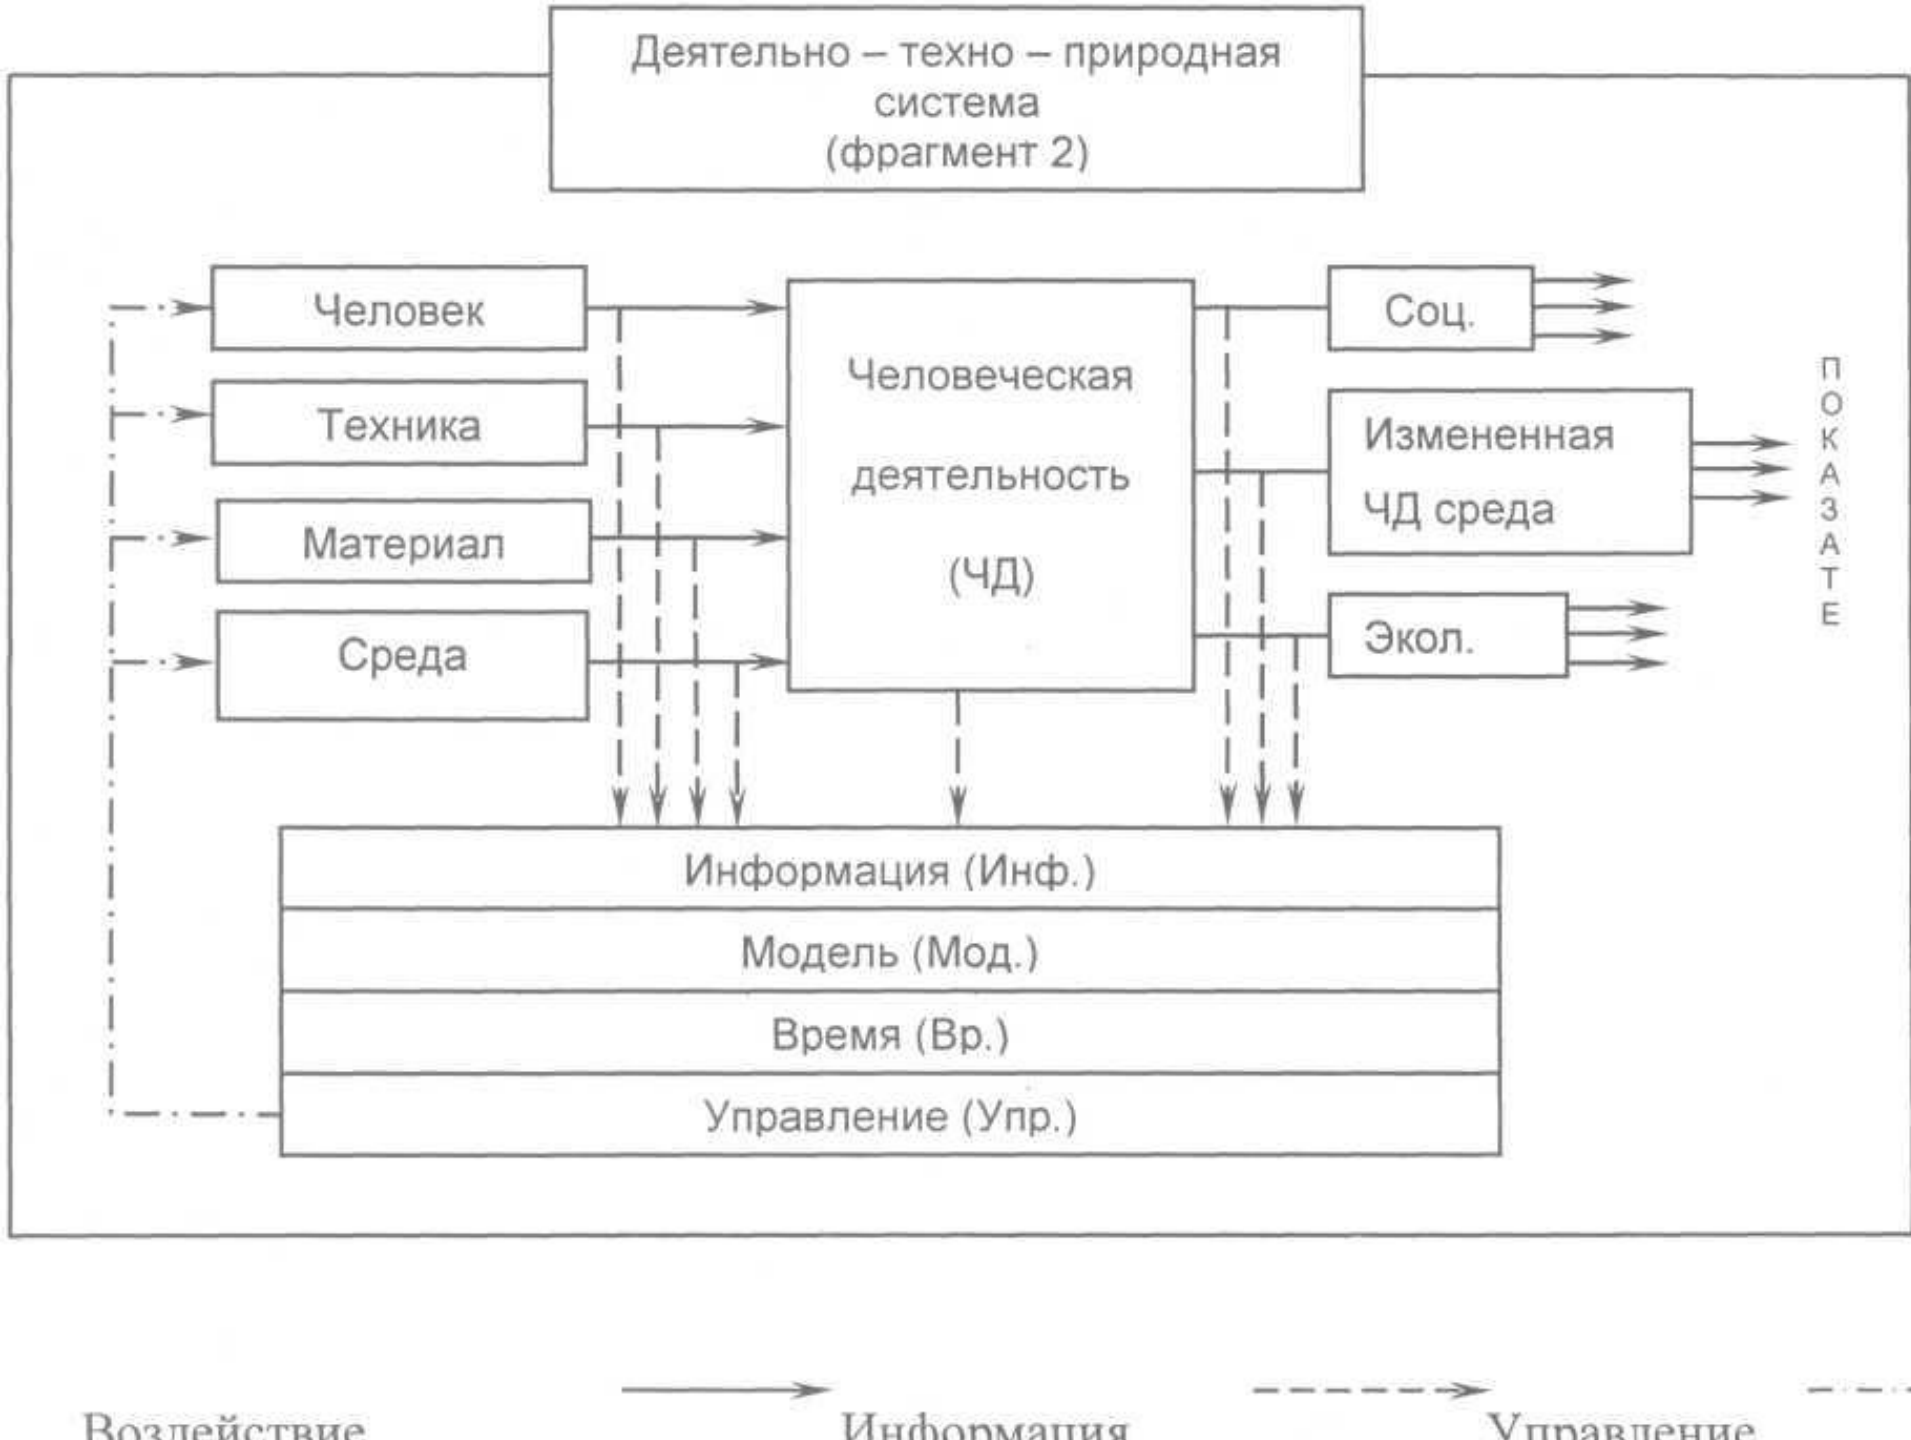 Деятельно – техно – природная
система
(фрагмент 2)
Человек
Техника
Материал
Среда
Человеческая
деятельность
(ЧД)
Соц.
Измененная
ЧД среда
Экол.
ПОКАЗАТЕ
Информация (Инф.)
Модель (Мод.)
Время (Вр.)
Управление (Упр.)
Воздействие
Информация
Управление